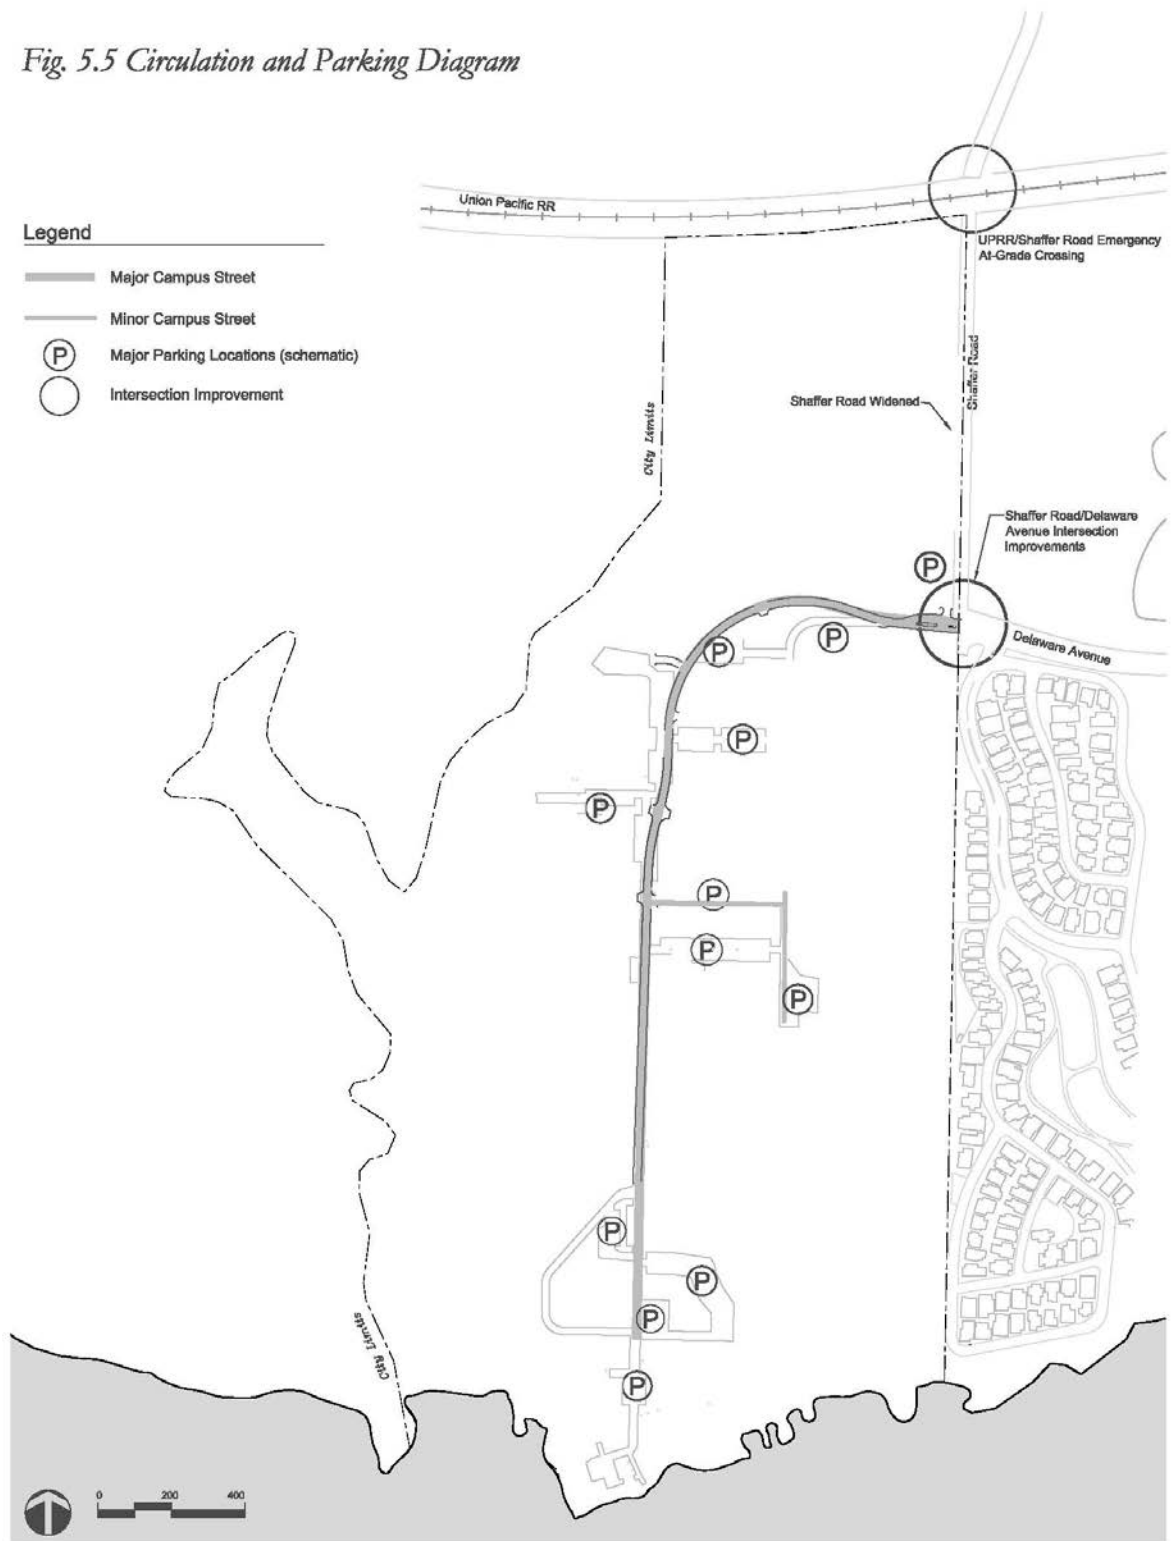 Fig. 5.5 Circulation and Parking Diagram
Union Pacific RR
UPRR/Shaffer Road Emergency
At-Grade Crossing
Legend
Major Campus Street
Minor Campus Street
P
Major Parking Locations (schematic)
Intersection Improvement
Shaffer Road
Shaffer Road Widened
City Limits
Shaffer Road/Delaware
Avenue Intersection
Improvements
P
Delaware Avenue
P
P
P
P
P
P
P
P
P
P
P
City Limits
0 200 400